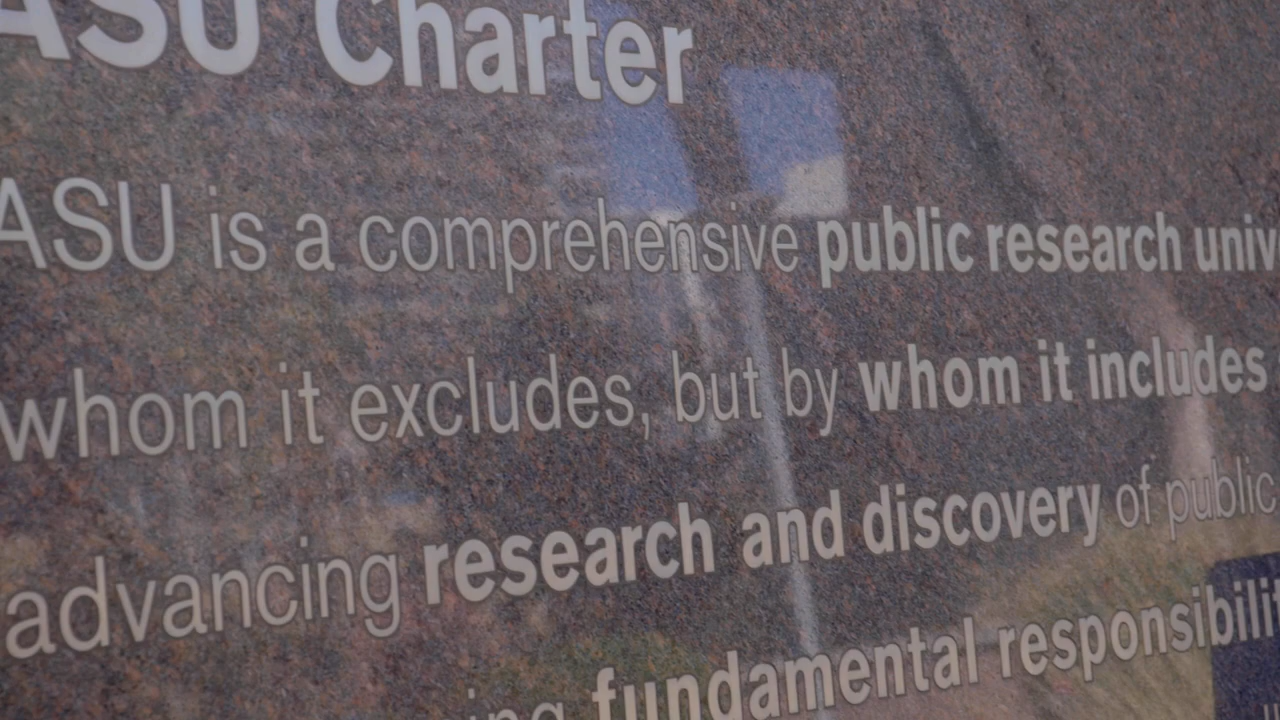 ASU Charter
ASU is a comprehensive public research univ
whom it excludes, but by whom it includes
advancing research and discovery of public
ing fundamental responsibilit